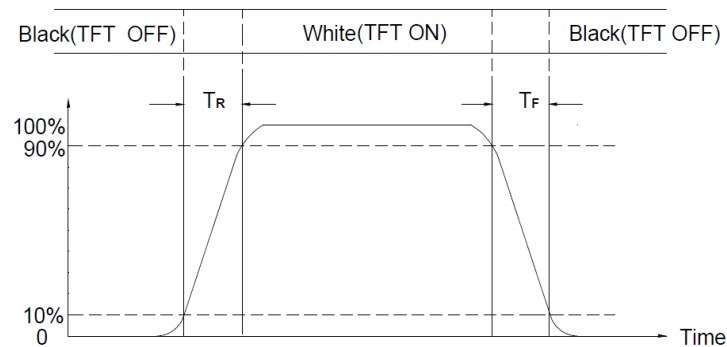 Black(TFT OFF) White(TFT ON) Black(TFT OFF)
TR TF
100%
90%
10%
0
Time